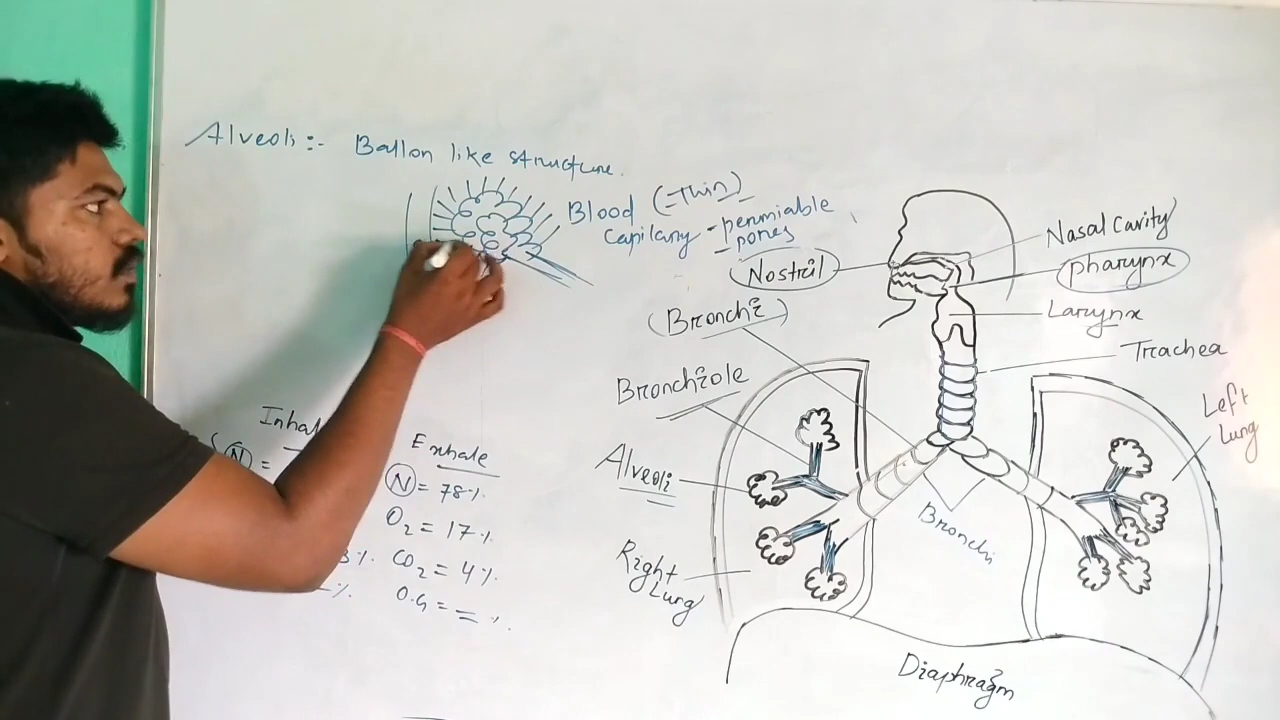 Alveoli:- Ballon like structure.
Blood (-Thin)
Capilary - permiable
- pores
Nostril
Nasal Cavity
pharynx
Larynx
Trachea
(Bronchi)
Bronchiole
Alveoli
Right
Lung
Left
Lung
Bronchi
Diaphragm
N =
Exhale
N = 78%.
O2 = 17%.
CO2 = 4%.
O.G = = %.